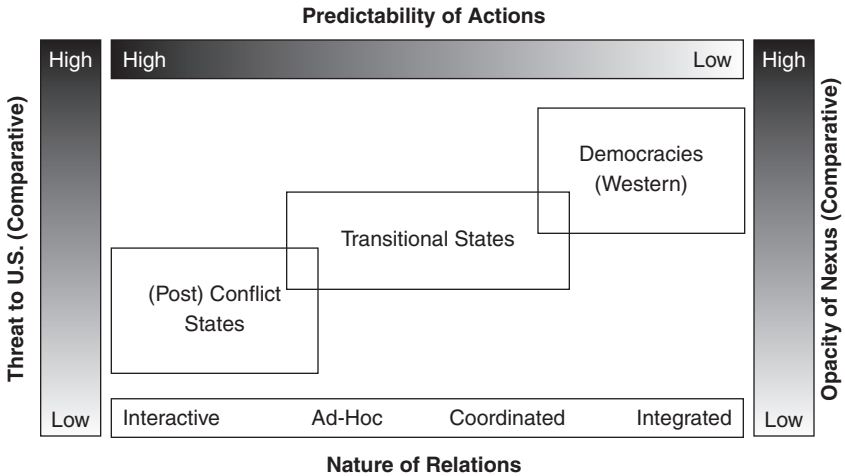 Predictability of Actions
High
High
Low
High
Threat to U.S. (Comparative)
Opacity of Nexus (Comparative)
Democracies
(Western)
Transitional States
(Post) Conflict
States
Low
Interactive
Ad-Hoc
Coordinated
Integrated
Low
Nature of Relations